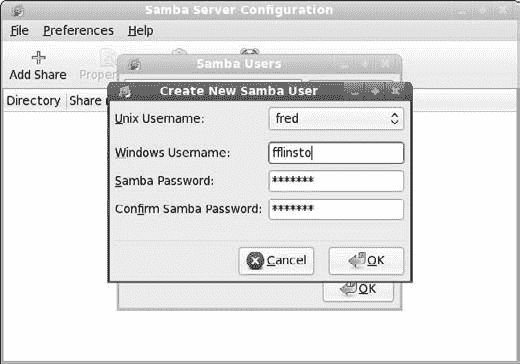 Samba Server Configuration
File Preferences Help
Add Share
Samba Users
Directory Share
Create New Samba User
Unix Username: fred
Windows Username: fflinsto
Samba Password: *******
Confirm Samba Password: *******
Cancel OK
OK